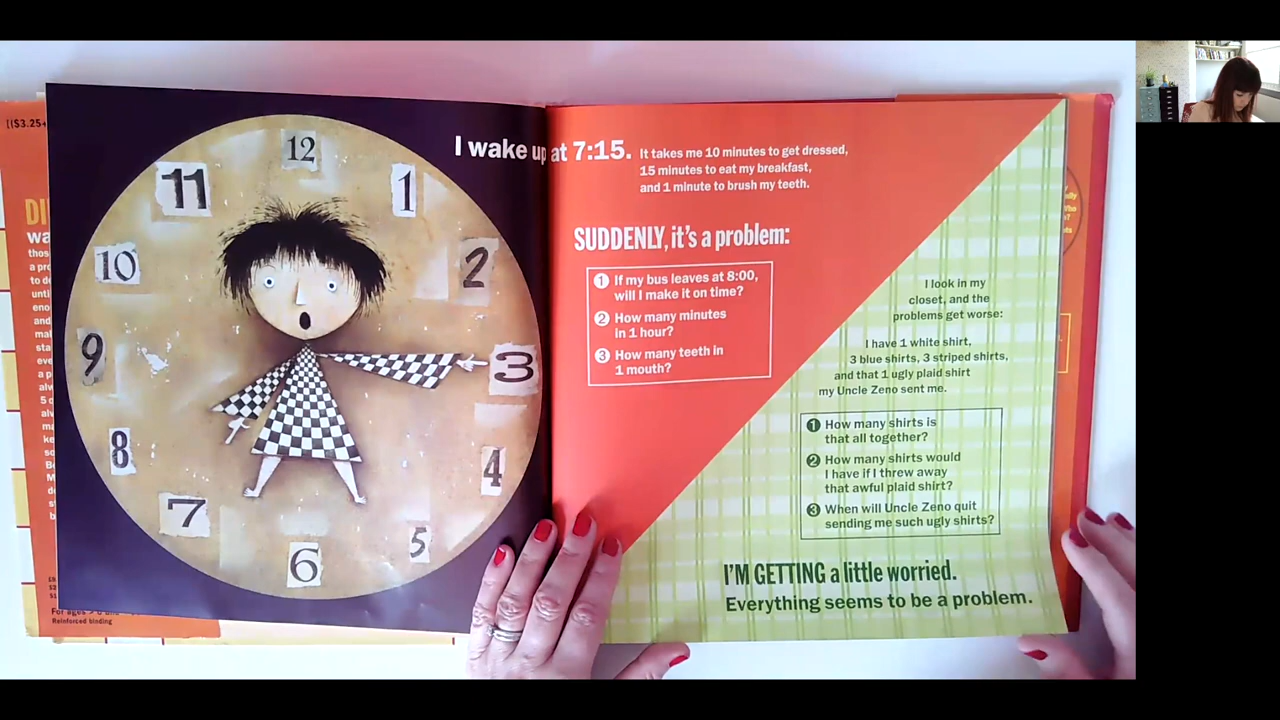 [($3.25+
DI
wa
I wake up at 7:15. It takes me 10 minutes to get dressed,
15 minutes to eat my breakfast,
and 1 minute to brush my teeth.
12
1
2
3
4
5
6
7
8
9
10
11
SUDDENLY, it's a problem:
1 If my bus leaves at 8:00,
will I make it on time?
2 How many minutes
in 1 hour?
3 How many teeth in
1 mouth?
I look in my
closet, and the
problems get worse:
I have 1 white shirt,
3 blue shirts, 3 striped shirts,
and that 1 ugly plaid shirt
my Uncle Zeno sent me.
1 How many shirts is
that all together?
2 How many shirts would
I have if I threw away
that awful plaid shirt?
3 When will Uncle Zeno quit
sending me such ugly shirts?
I'M GETTING a little worried.
Everything seems to be a problem.
Reinforced binding